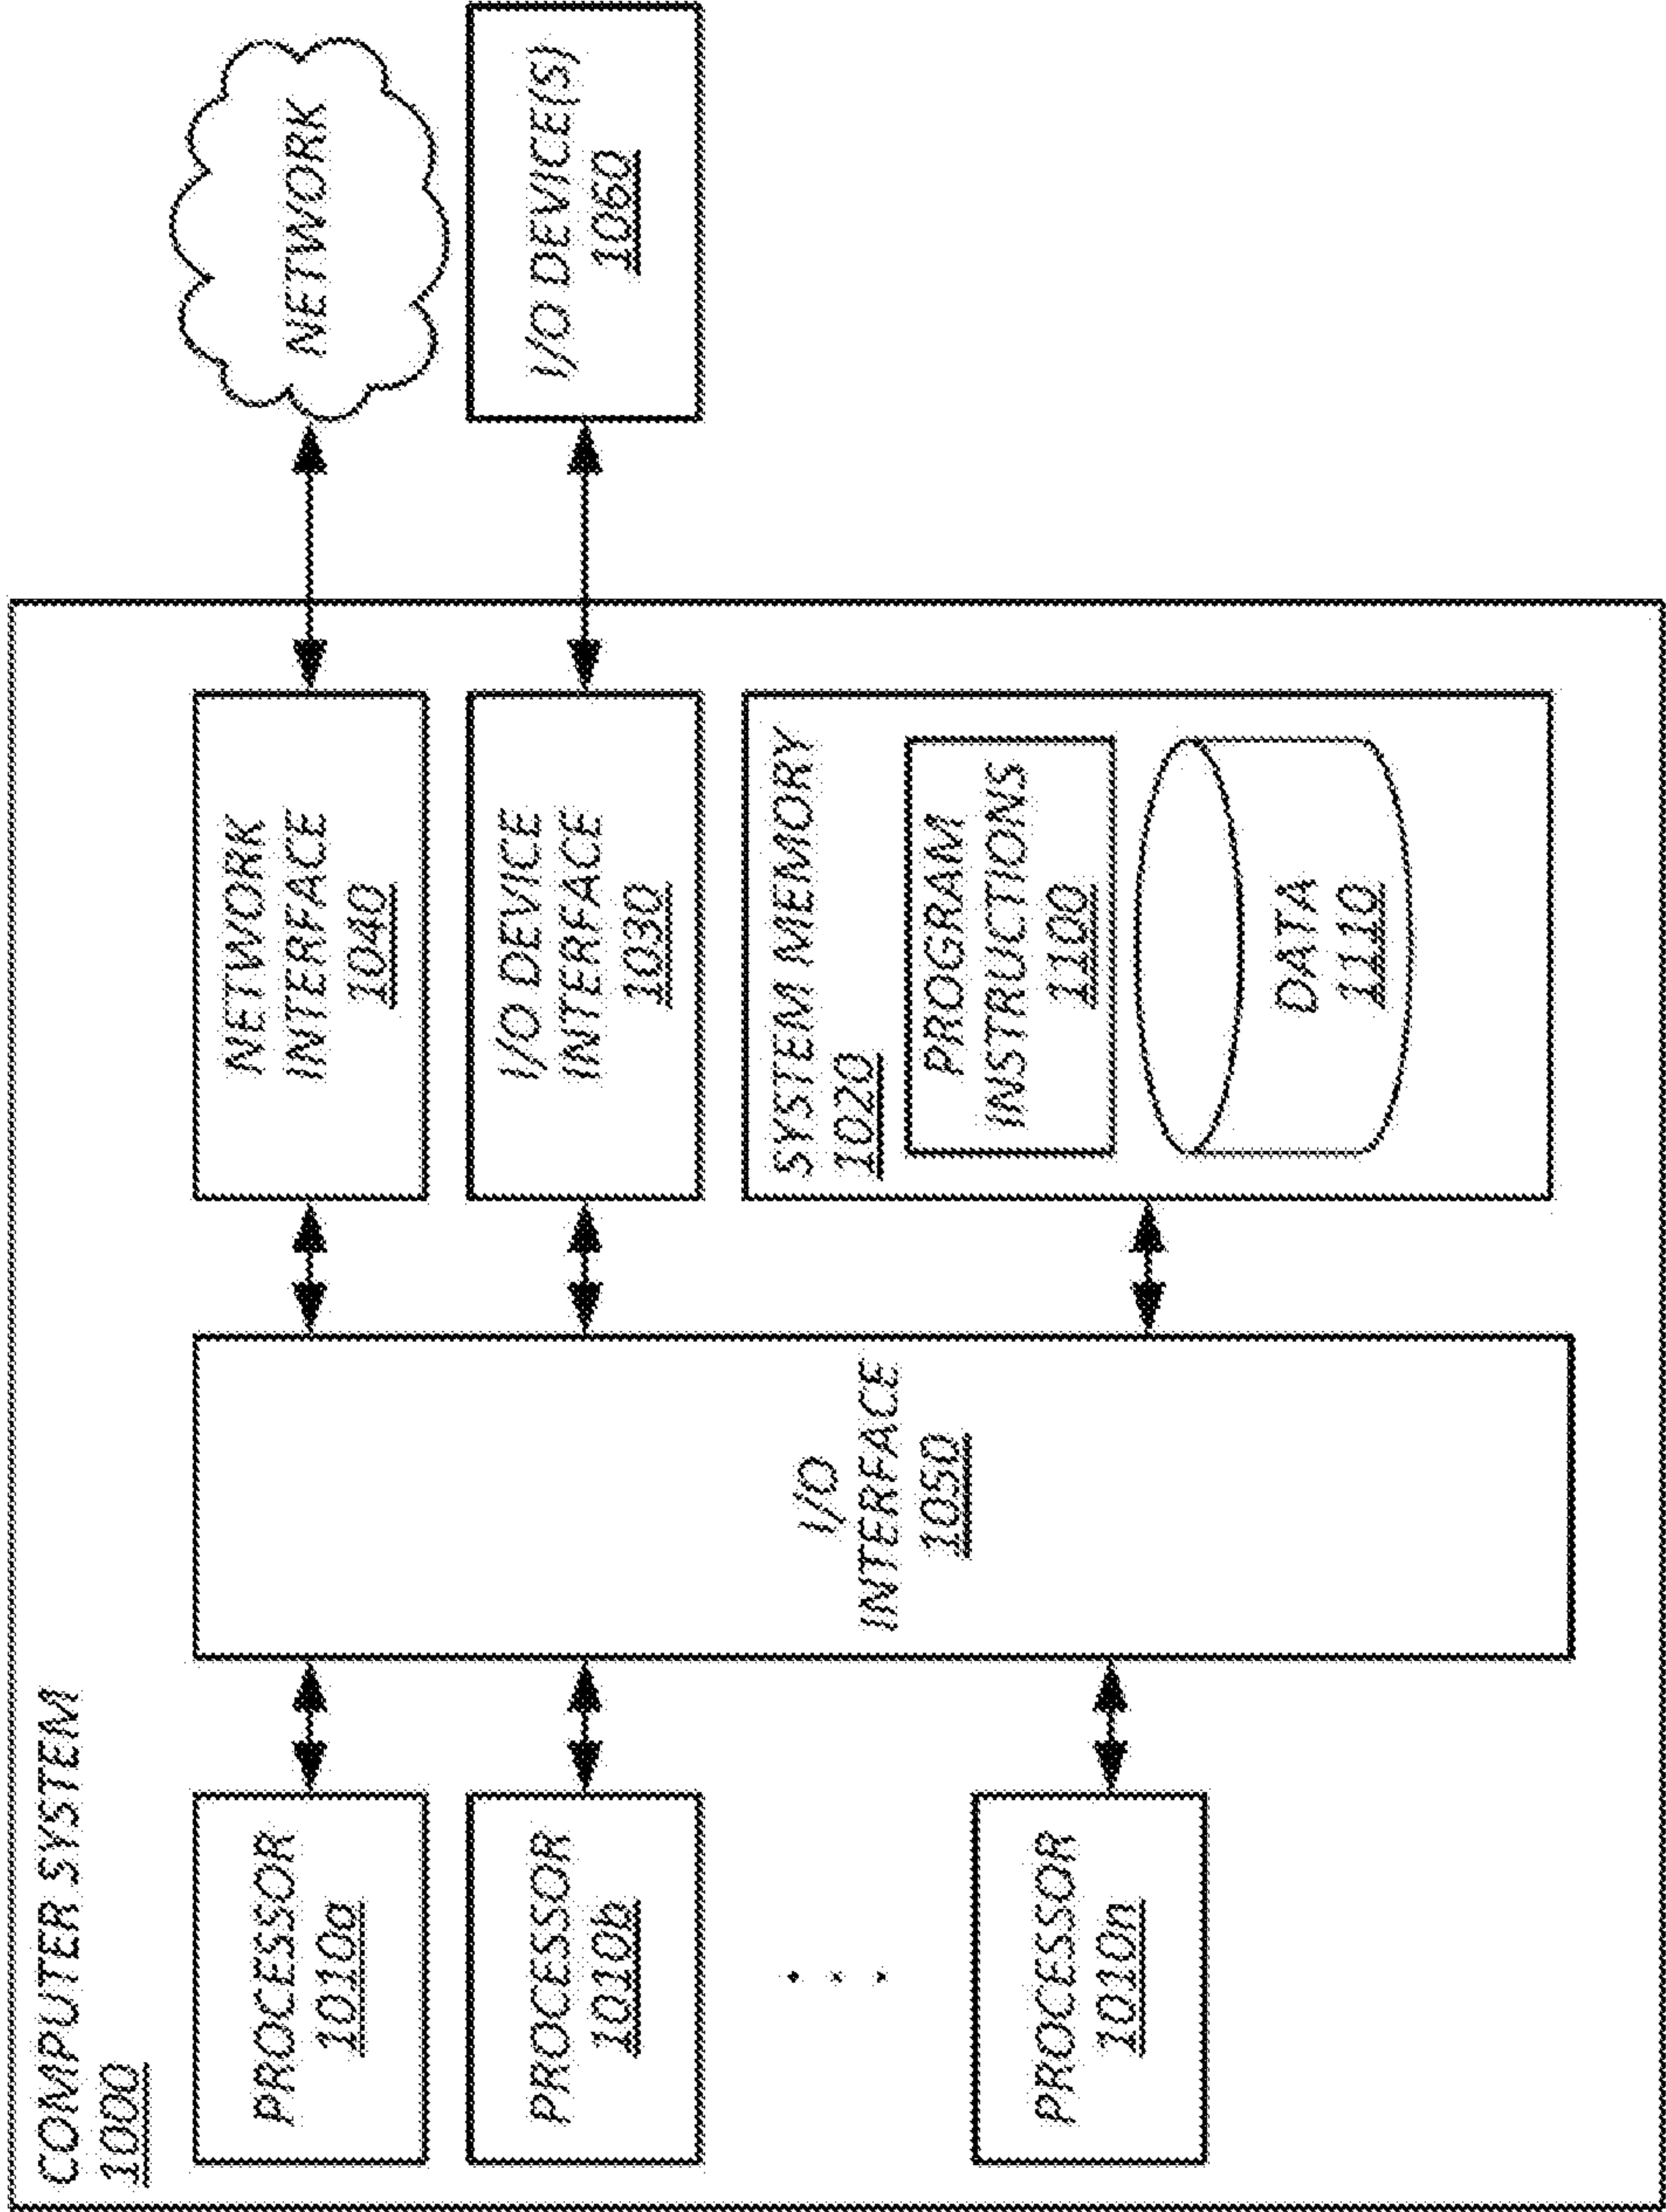 COMPUTER SYSTEM
1000
PROCESSOR
1010a
PROCESSOR
1010b
. . .
PROCESSOR
1010n
I/O
INTERFACE
1050
NETWORK
INTERFACE
1040
I/O DEVICE
INTERFACE
1030
SYSTEM MEMORY
1020
PROGRAM
INSTRUCTIONS
1100
DATA
1110
NETWORK
I/O DEVICE(S)
1060